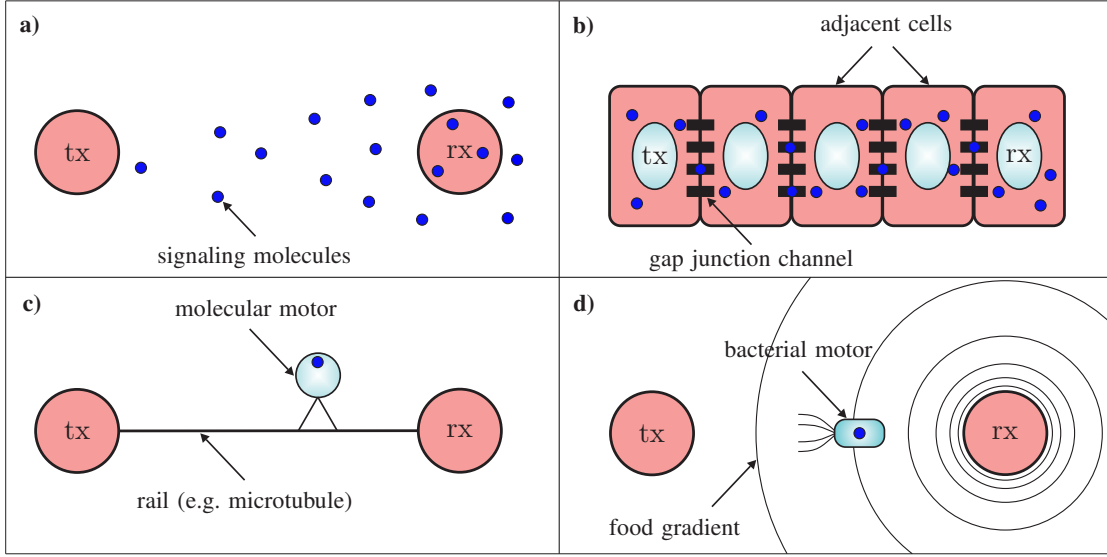 a)
tx
rx
signaling molecules
b)
adjacent cells
tx
rx
gap junction channel
c)
molecular motor
tx
rx
rail (e.g. microtubule)
d)
bacterial motor
tx
rx
food gradient